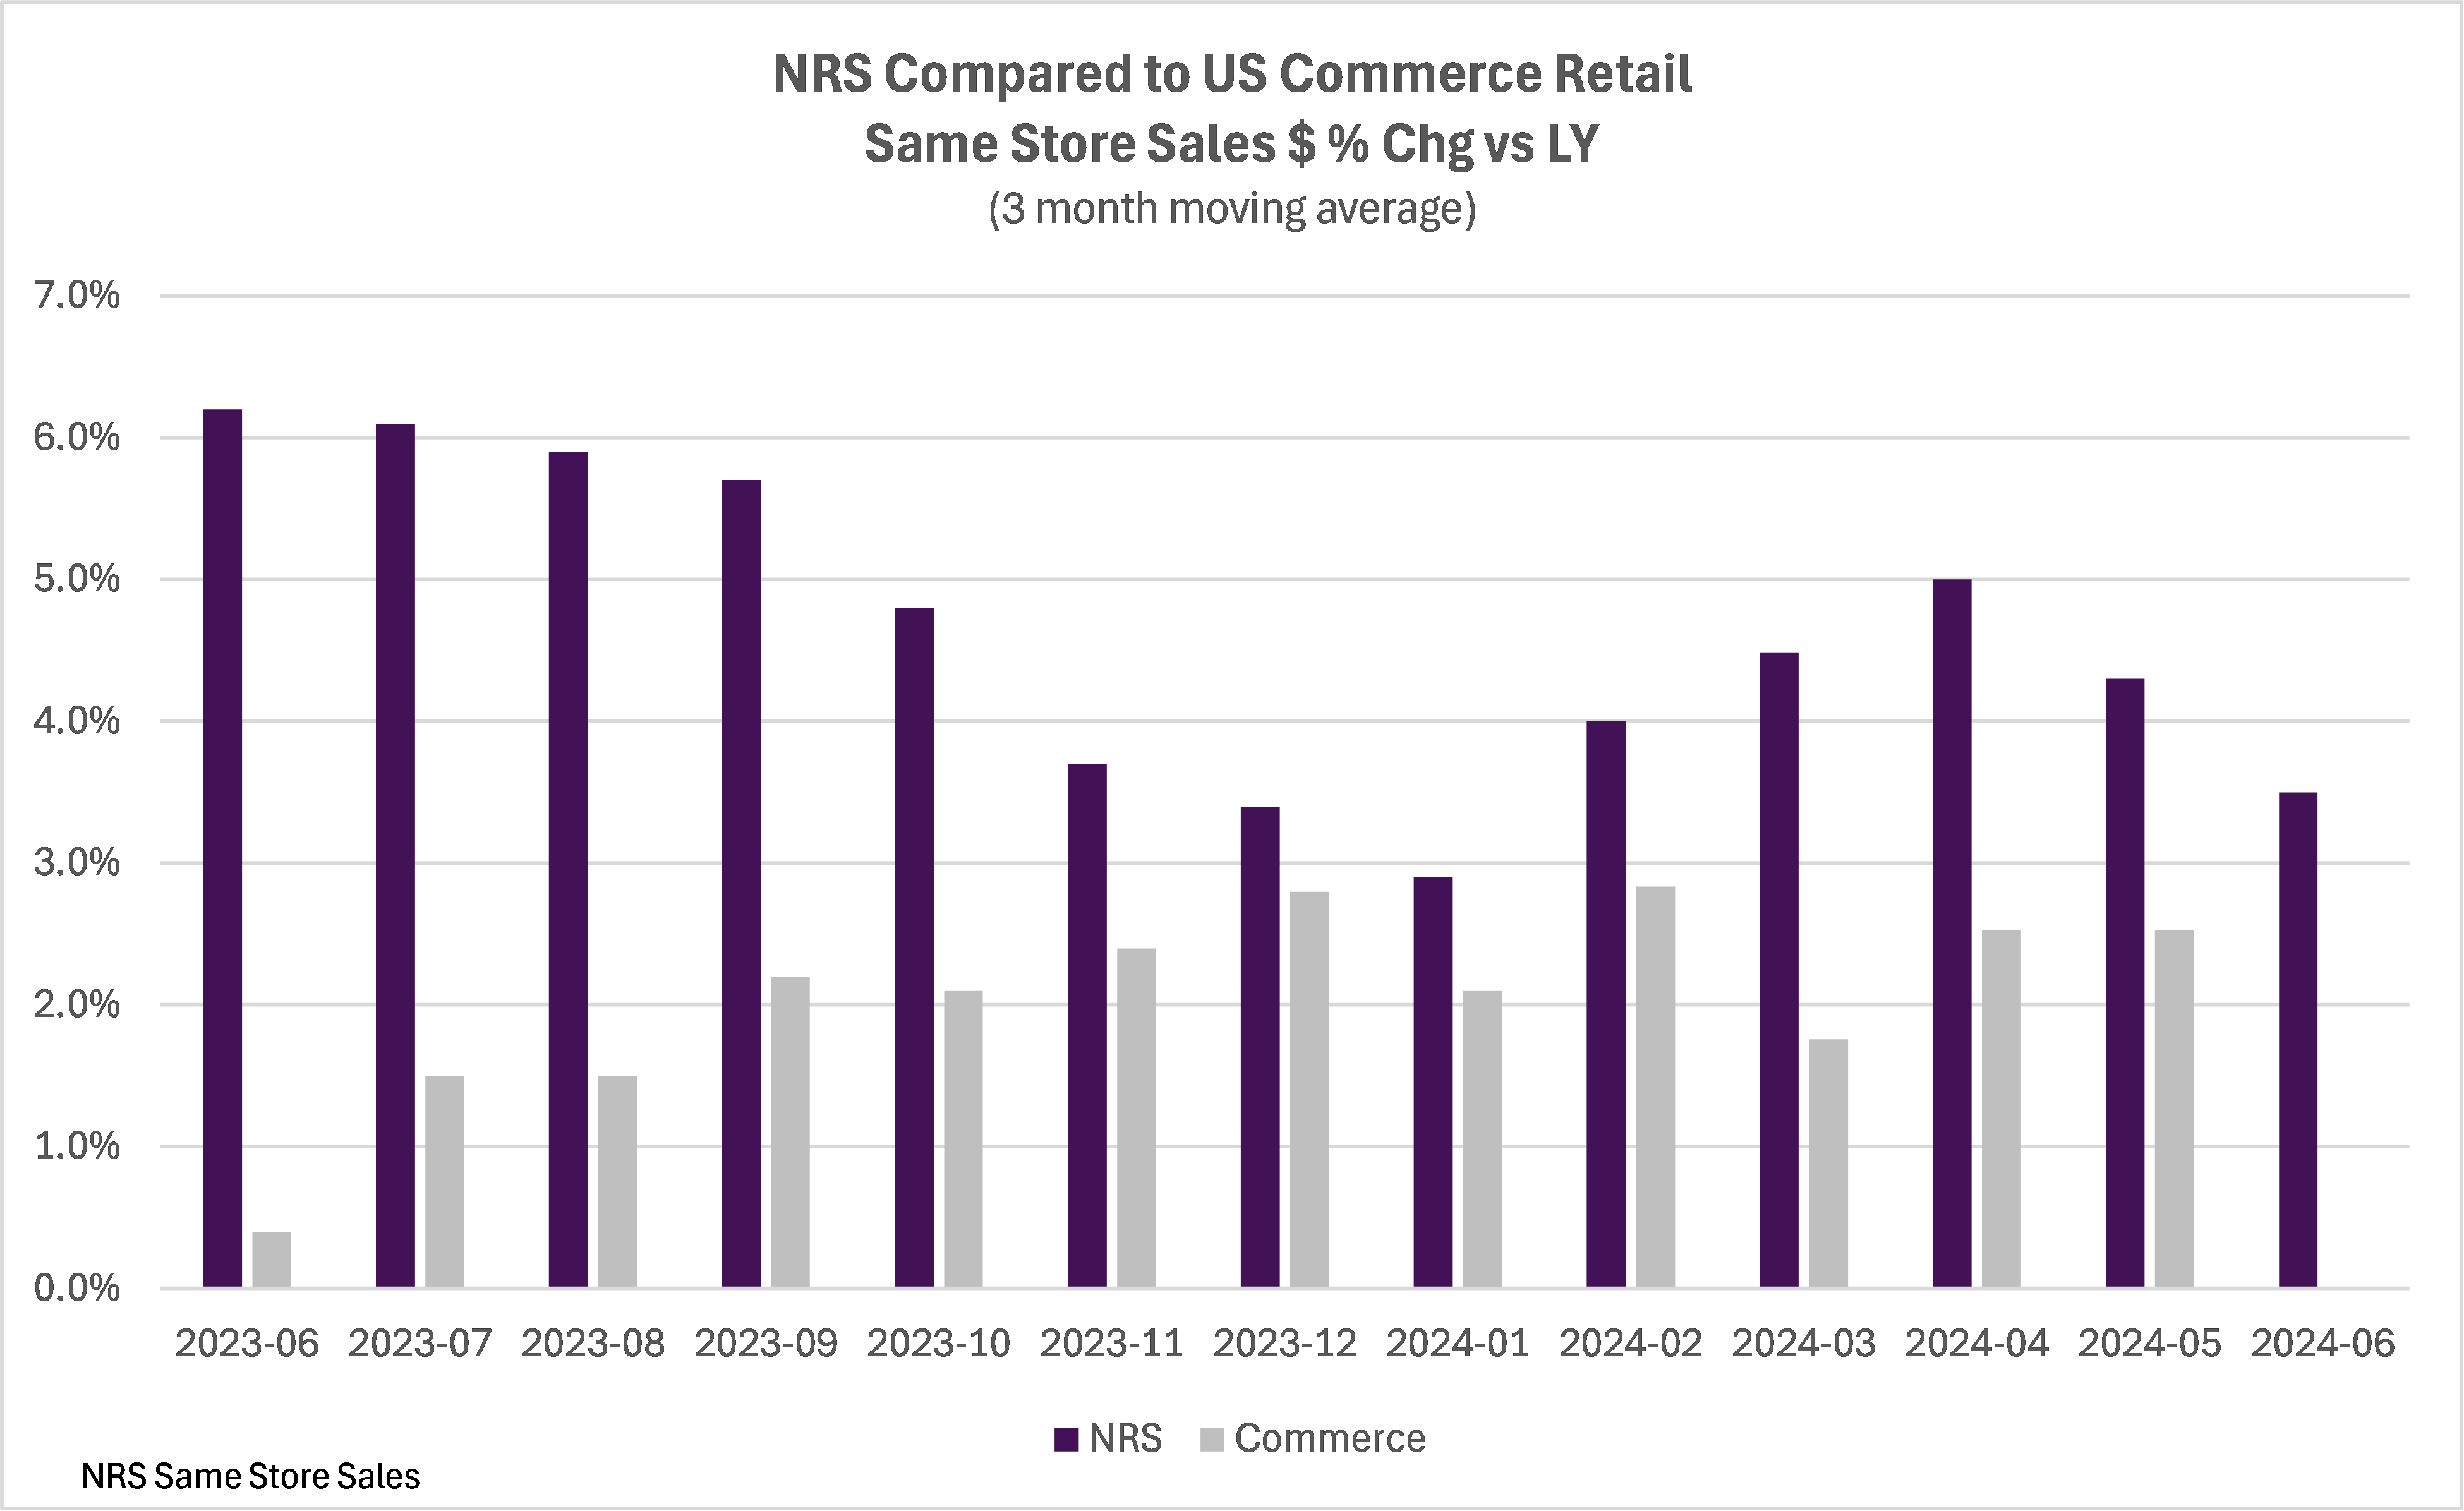 NRS Compared to US Commerce Retail
Same Store Sales $ % Chg vs LY
(3 month moving average)
7.0%
6.0%
5.0%
4.0%
3.0%
2.0%
1.0%
0.0%
2023-06 2023-07 2023-08 2023-09 2023-10 2023-11 2023-12 2024-01 2024-02 2024-03 2024-04 2024-05 2024-06
NRS Commerce
NRS Same Store Sales